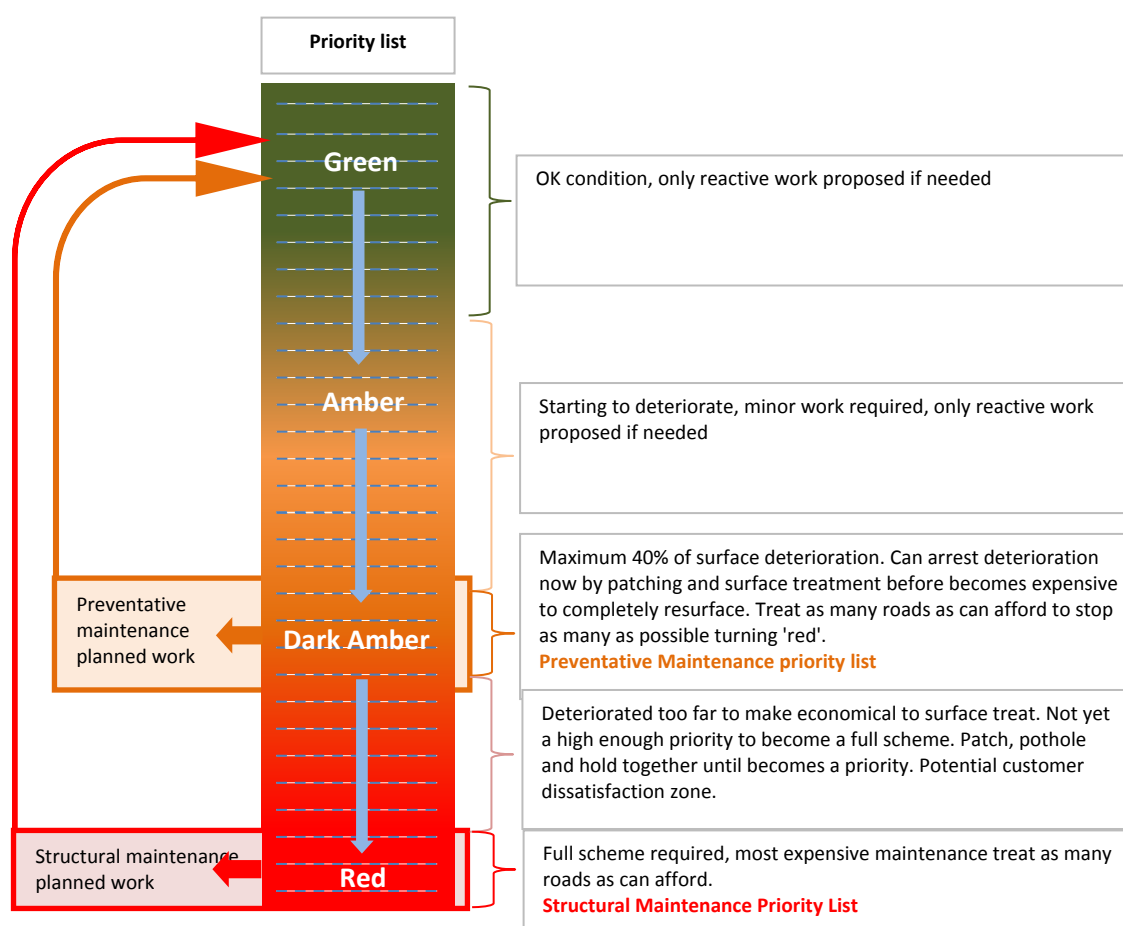 Priority list
Green
OK condition, only reactive work proposed if needed
Amber
Starting to deteriorate, minor work required, only reactive work
proposed if needed
Preventative
maintenance
planned work
Dark Amber
Maximum 40% of surface deterioration. Can arrest deterioration
now by patching and surface treatment before becomes expensive
to completely resurface. Treat as many roads as can afford to stop
as many as possible turning 'red'.
Preventative Maintenance priority list
Deteriorated too far to make economical to surface treat. Not yet
a high enough priority to become a full scheme. Patch, pothole
and hold together until becomes a priority. Potential customer
dissatisfaction zone.
Structural maintenance
planned work
Red
Full scheme required, most expensive maintenance treat as many
roads as can afford.
Structural Maintenance Priority List